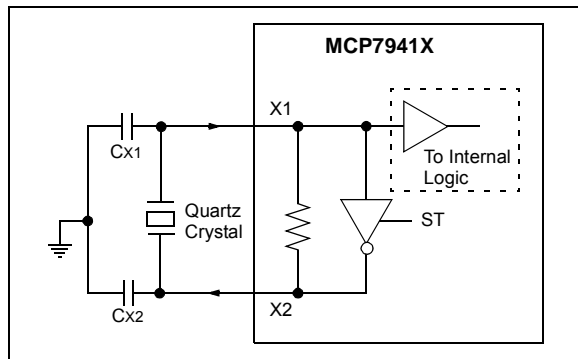 MCP7941X
X1
CX1
To Internal
Logic
Quartz
Crystal
ST
X2
CX2